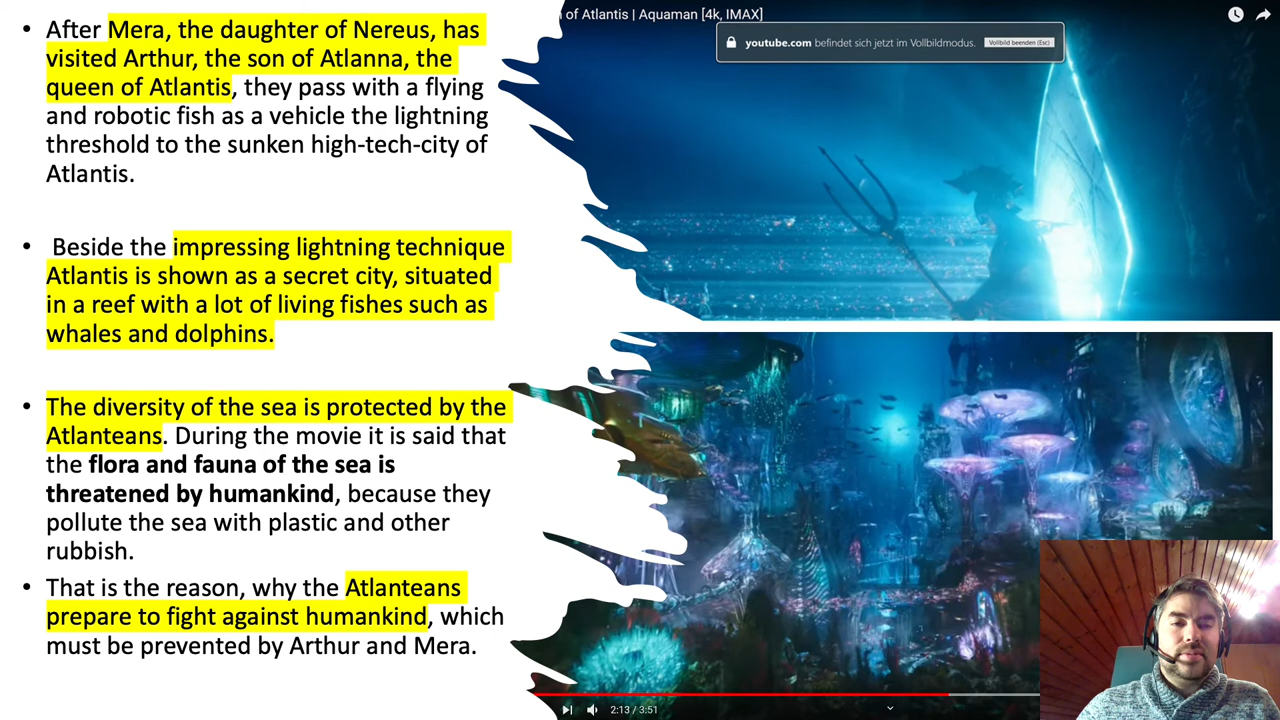 • After Mera, the daughter of Nereus, has
visited Arthur, the son of Atlanna, the
queen of Atlantis, they pass with a flying
and robotic fish as a vehicle the lightning
threshold to the sunken high-tech-city of
Atlantis.
• Beside the impressing lightning technique
Atlantis is shown as a secret city, situated
in a reef with a lot of living fishes such as
whales and dolphins.
• The diversity of the sea is protected by the
Atlanteans. During the movie it is said that
the flora and fauna of the sea is
threatened by humankind, because they
pollute the sea with plastic and other
rubbish.
• That is the reason, why the Atlanteans
prepare to fight against humankind, which
must be prevented by Arthur and Mera.
of Atlantis | Aquaman [4k, IMAX]
youtube.com befindet sich jetzt im Vollbildmodus. Vollbild beenden (Esc)
2:13 / 3:51